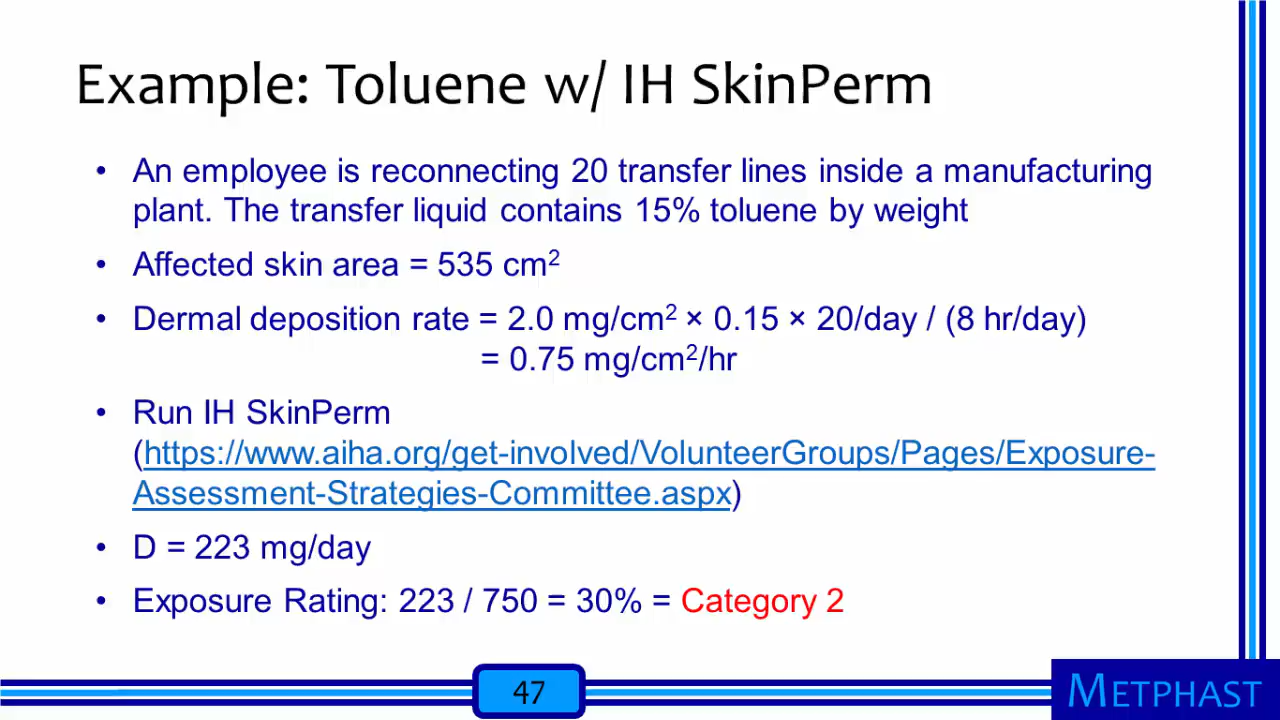 Example: Toluene w/ IH SkinPerm
• An employee is reconnecting 20 transfer lines inside a manufacturing
plant. The transfer liquid contains 15% toluene by weight
• Affected skin area = 535 cm²
• Dermal deposition rate = 2.0 mg/cm² × 0.15 × 20/day / (8 hr/day)
= 0.75 mg/cm²/hr
• Run IH SkinPerm
(https://www.aiha.org/get-involved/VolunteerGroups/Pages/Exposure-
Assessment-Strategies-Committee.aspx)
• D = 223 mg/day
• Exposure Rating: 223 / 750 = 30% = Category 2
47
METPHAST